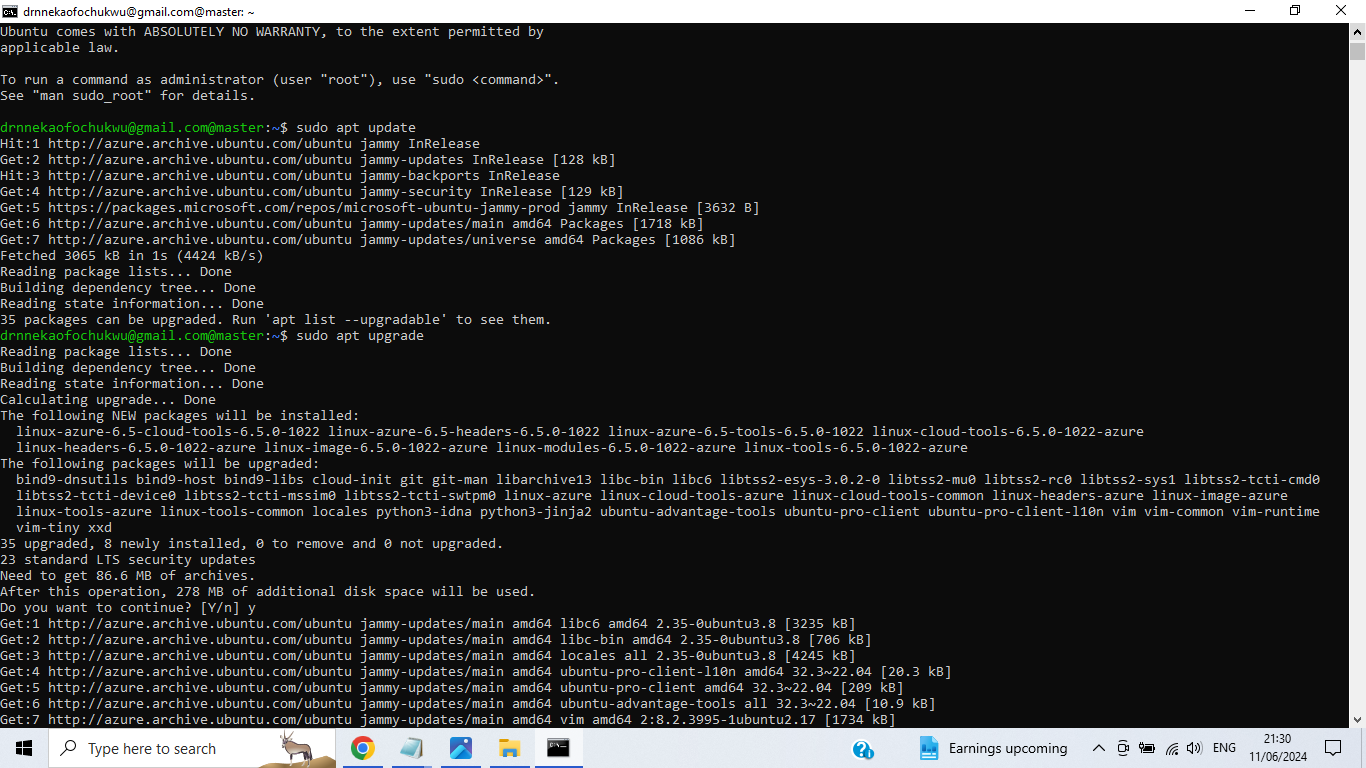 drnnekaofochukwu@gmail.com@master: ~
Ubuntu comes with ABSOLUTELY NO WARRANTY, to the extent permitted by
applicable law.
To run a command as administrator (user "root"), use "sudo <command>".
See "man sudo_root" for details.
drnnekaofochukwu@gmail.com@master:~$ sudo apt update
Hit:1 http://azure.archive.ubuntu.com/ubuntu jammy InRelease
Get:2 http://azure.archive.ubuntu.com/ubuntu jammy-updates InRelease [128 kB]
Hit:3 http://azure.archive.ubuntu.com/ubuntu jammy-backports InRelease
Get:4 http://azure.archive.ubuntu.com/ubuntu jammy-security InRelease [129 kB]
Get:5 https://packages.microsoft.com/repos/microsoft-ubuntu-jammy-prod jammy InRelease [3632 B]
Get:6 http://azure.archive.ubuntu.com/ubuntu jammy-updates/main amd64 Packages [1718 kB]
Get:7 http://azure.archive.ubuntu.com/ubuntu jammy-updates/universe amd64 Packages [1086 kB]
Fetched 3065 kB in 1s (4424 kB/s)
Reading package lists... Done
Building dependency tree... Done
Reading state information... Done
35 packages can be upgraded. Run 'apt list --upgradable' to see them.
drnnekaofochukwu@gmail.com@master:~$ sudo apt upgrade
Reading package lists... Done
Building dependency tree... Done
Reading state information... Done
Calculating upgrade... Done
The following NEW packages will be installed:
linux-azure-6.5-cloud-tools-6.5.0-1022 linux-azure-6.5-headers-6.5.0-1022 linux-azure-6.5-tools-6.5.0-1022 linux-cloud-tools-6.5.0-1022-azure
linux-headers-6.5.0-1022-azure linux-image-6.5.0-1022-azure linux-modules-6.5.0-1022-azure linux-tools-6.5.0-1022-azure
The following packages will be upgraded:
bind9-dnsutils bind9-host bind9-libs cloud-init git git-man libarchive13 libc-bin libc6 libtss2-esys-3.0.2-0 libtss2-mu0 libtss2-rc0 libtss2-sys1 libtss2-tcti-cmd0
libtss2-tcti-device0 libtss2-tcti-mssim0 libtss2-tcti-swtpm0 linux-azure linux-cloud-tools-azure linux-cloud-tools-common linux-headers-azure linux-image-azure
linux-tools-azure linux-tools-common locales python3-idna python3-jinja2 ubuntu-advantage-tools ubuntu-pro-client ubuntu-pro-client-l10n vim vim-common vim-runtime
vim-tiny xxd
35 upgraded, 8 newly installed, 0 to remove and 0 not upgraded.
23 standard LTS security updates
Need to get 86.6 MB of archives.
After this operation, 278 MB of additional disk space will be used.
Do you want to continue? [Y/n] y
Get:1 http://azure.archive.ubuntu.com/ubuntu jammy-updates/main amd64 libc6 amd64 2.35-0ubuntu3.8 [3235 kB]
Get:2 http://azure.archive.ubuntu.com/ubuntu jammy-updates/main amd64 libc-bin amd64 2.35-0ubuntu3.8 [706 kB]
Get:3 http://azure.archive.ubuntu.com/ubuntu jammy-updates/main amd64 locales all 2.35-0ubuntu3.8 [4245 kB]
Get:4 http://azure.archive.ubuntu.com/ubuntu jammy-updates/main amd64 ubuntu-pro-client-l10n amd64 32.3~22.04 [20.3 kB]
Get:5 http://azure.archive.ubuntu.com/ubuntu jammy-updates/main amd64 ubuntu-pro-client amd64 32.3~22.04 [209 kB]
Get:6 http://azure.archive.ubuntu.com/ubuntu jammy-updates/main amd64 ubuntu-advantage-tools all 32.3~22.04 [10.9 kB]
Get:7 http://azure.archive.ubuntu.com/ubuntu jammy-updates/main amd64 vim amd64 2:8.2.3995-1ubuntu2.17 [1734 kB]
Type here to search
Earnings upcoming
ENG
21:30
11/06/2024